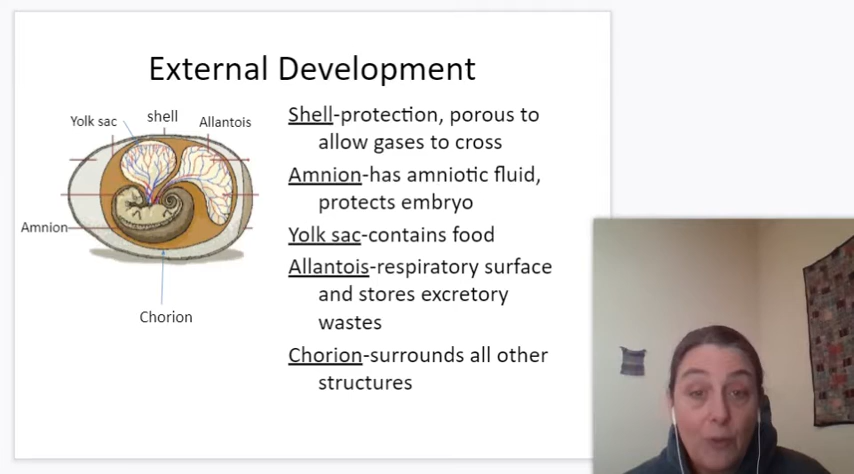 External Development
Yolk sac
shell
Allantois
Amnion
Chorion
Shell-protection, porous to
allow gases to cross
Amnion-has amniotic fluid,
protects embryo
Yolk sac-contains food
Allantois-respiratory surface
and stores excretory
wastes
Chorion-surrounds all other
structures